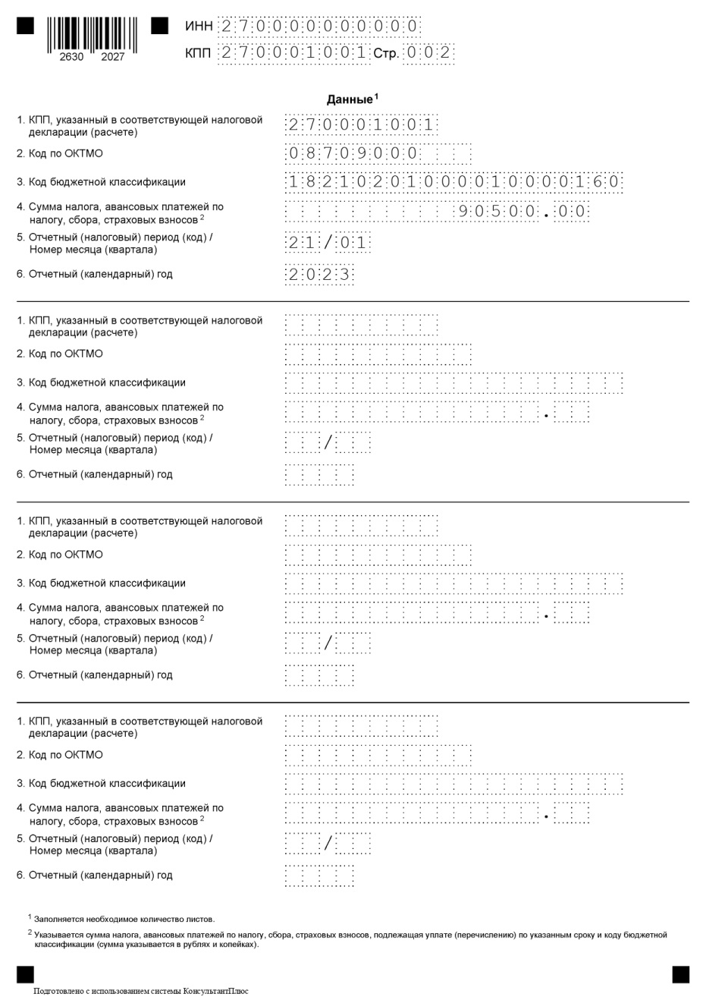 ИНН 270000000000
2630 2027
КПП 270001001 Стр. 002
Данные 1
1. КПП, указанный в соответствующей налоговой
декларации (расчете)
270001001
2. Код по ОКТМО 08709000
3. Код бюджетной классификации 18210201000010000160
4. Сумма налога, авансовых платежей по
налогу, сбора, страховых взносов 2
90500.00
5. Отчетный (налоговый) период (код) /
Номер месяца (квартала)
21/01
6. Отчетный (календарный) год 2023
1. КПП, указанный в соответствующей налоговой
декларации (расчете)
2. Код по ОКТМО
3. Код бюджетной классификации
4. Сумма налога, авансовых платежей по
налогу, сбора, страховых взносов 2
.
5. Отчетный (налоговый) период (код) /
Номер месяца (квартала)
/
6. Отчетный (календарный) год
1. КПП, указанный в соответствующей налоговой
декларации (расчете)
2. Код по ОКТМО
3. Код бюджетной классификации
4. Сумма налога, авансовых платежей по
налогу, сбора, страховых взносов 2
.
5. Отчетный (налоговый) период (код) /
Номер месяца (квартала)
/
6. Отчетный (календарный) год
1. КПП, указанный в соответствующей налоговой
декларации (расчете)
2. Код по ОКТМО
3. Код бюджетной классификации
4. Сумма налога, авансовых платежей по
налогу, сбора, страховых взносов 2
.
5. Отчетный (налоговый) период (код) /
Номер месяца (квартала)
/
6. Отчетный (календарный) год
1 Заполняется необходимое количество листов.
2 Указывается сумма налога, авансовых платежей по налогу, сбора, страховых взносов, подлежащая уплате (перечислению) по указанным сроку и коду бюджетной
классификации (сумма указывается в рублях и копейках).
Подготовлено с использованием системы КонсультантПлюс